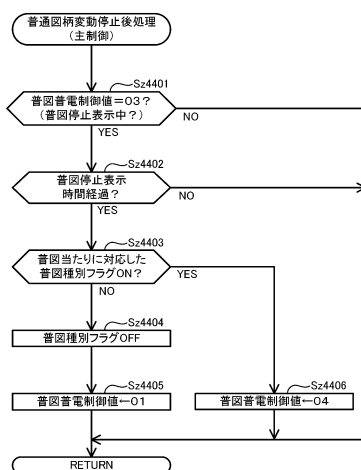 普通図柄変動停止後処理
(主制御)
Sz4401
普図普電制御値=03?
(普図停止表示中?)
NO
YES
Sz4402
普図停止表示
時間経過?
NO
YES
Sz4403
普図当たりに対応した
普図種別フラグON?
YES
NO
Sz4404
普図種別フラグOFF
Sz4405
普図普電制御値←01
Sz4406
普図普電制御値←04
RETURN